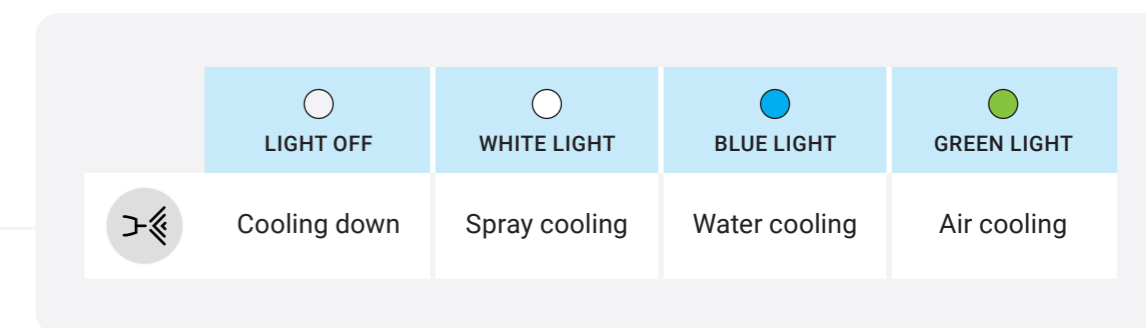 LIGHT OFF WHITE LIGHT BLUE LIGHT GREEN LIGHT
Cooling down Spray cooling Water cooling Air cooling